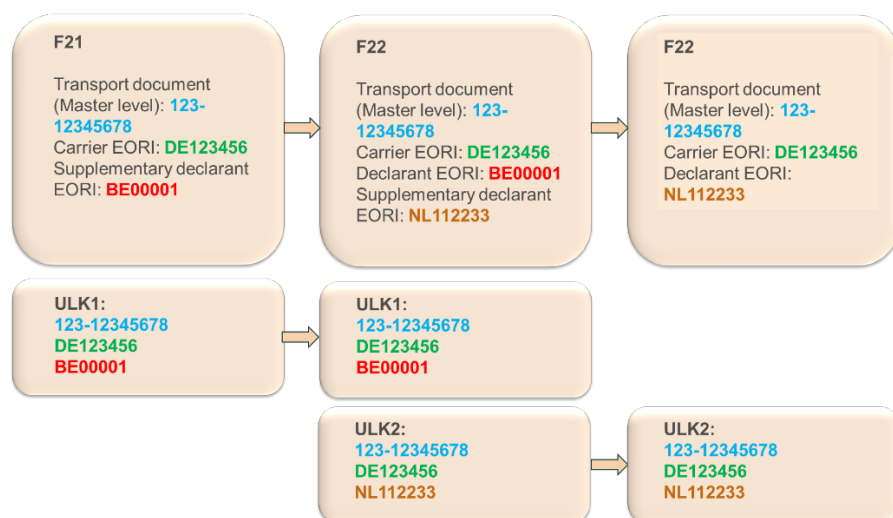 F21
Transport document
(Master level): 123-
12345678
Carrier EORI: DE123456
Supplementary declarant
EORI: BE00001
F22
Transport document
(Master level): 123-
12345678
Carrier EORI: DE123456
Declarant EORI: BE00001
Supplementary declarant
EORI: NL112233
F22
Transport document
(Master level): 123-
12345678
Carrier EORI: DE123456
Declarant EORI:
NL112233
ULK1:
123-12345678
DE123456
BE00001
ULK1:
123-12345678
DE123456
BE00001
ULK2:
123-12345678
DE123456
NL112233
ULK2:
123-12345678
DE123456
NL112233